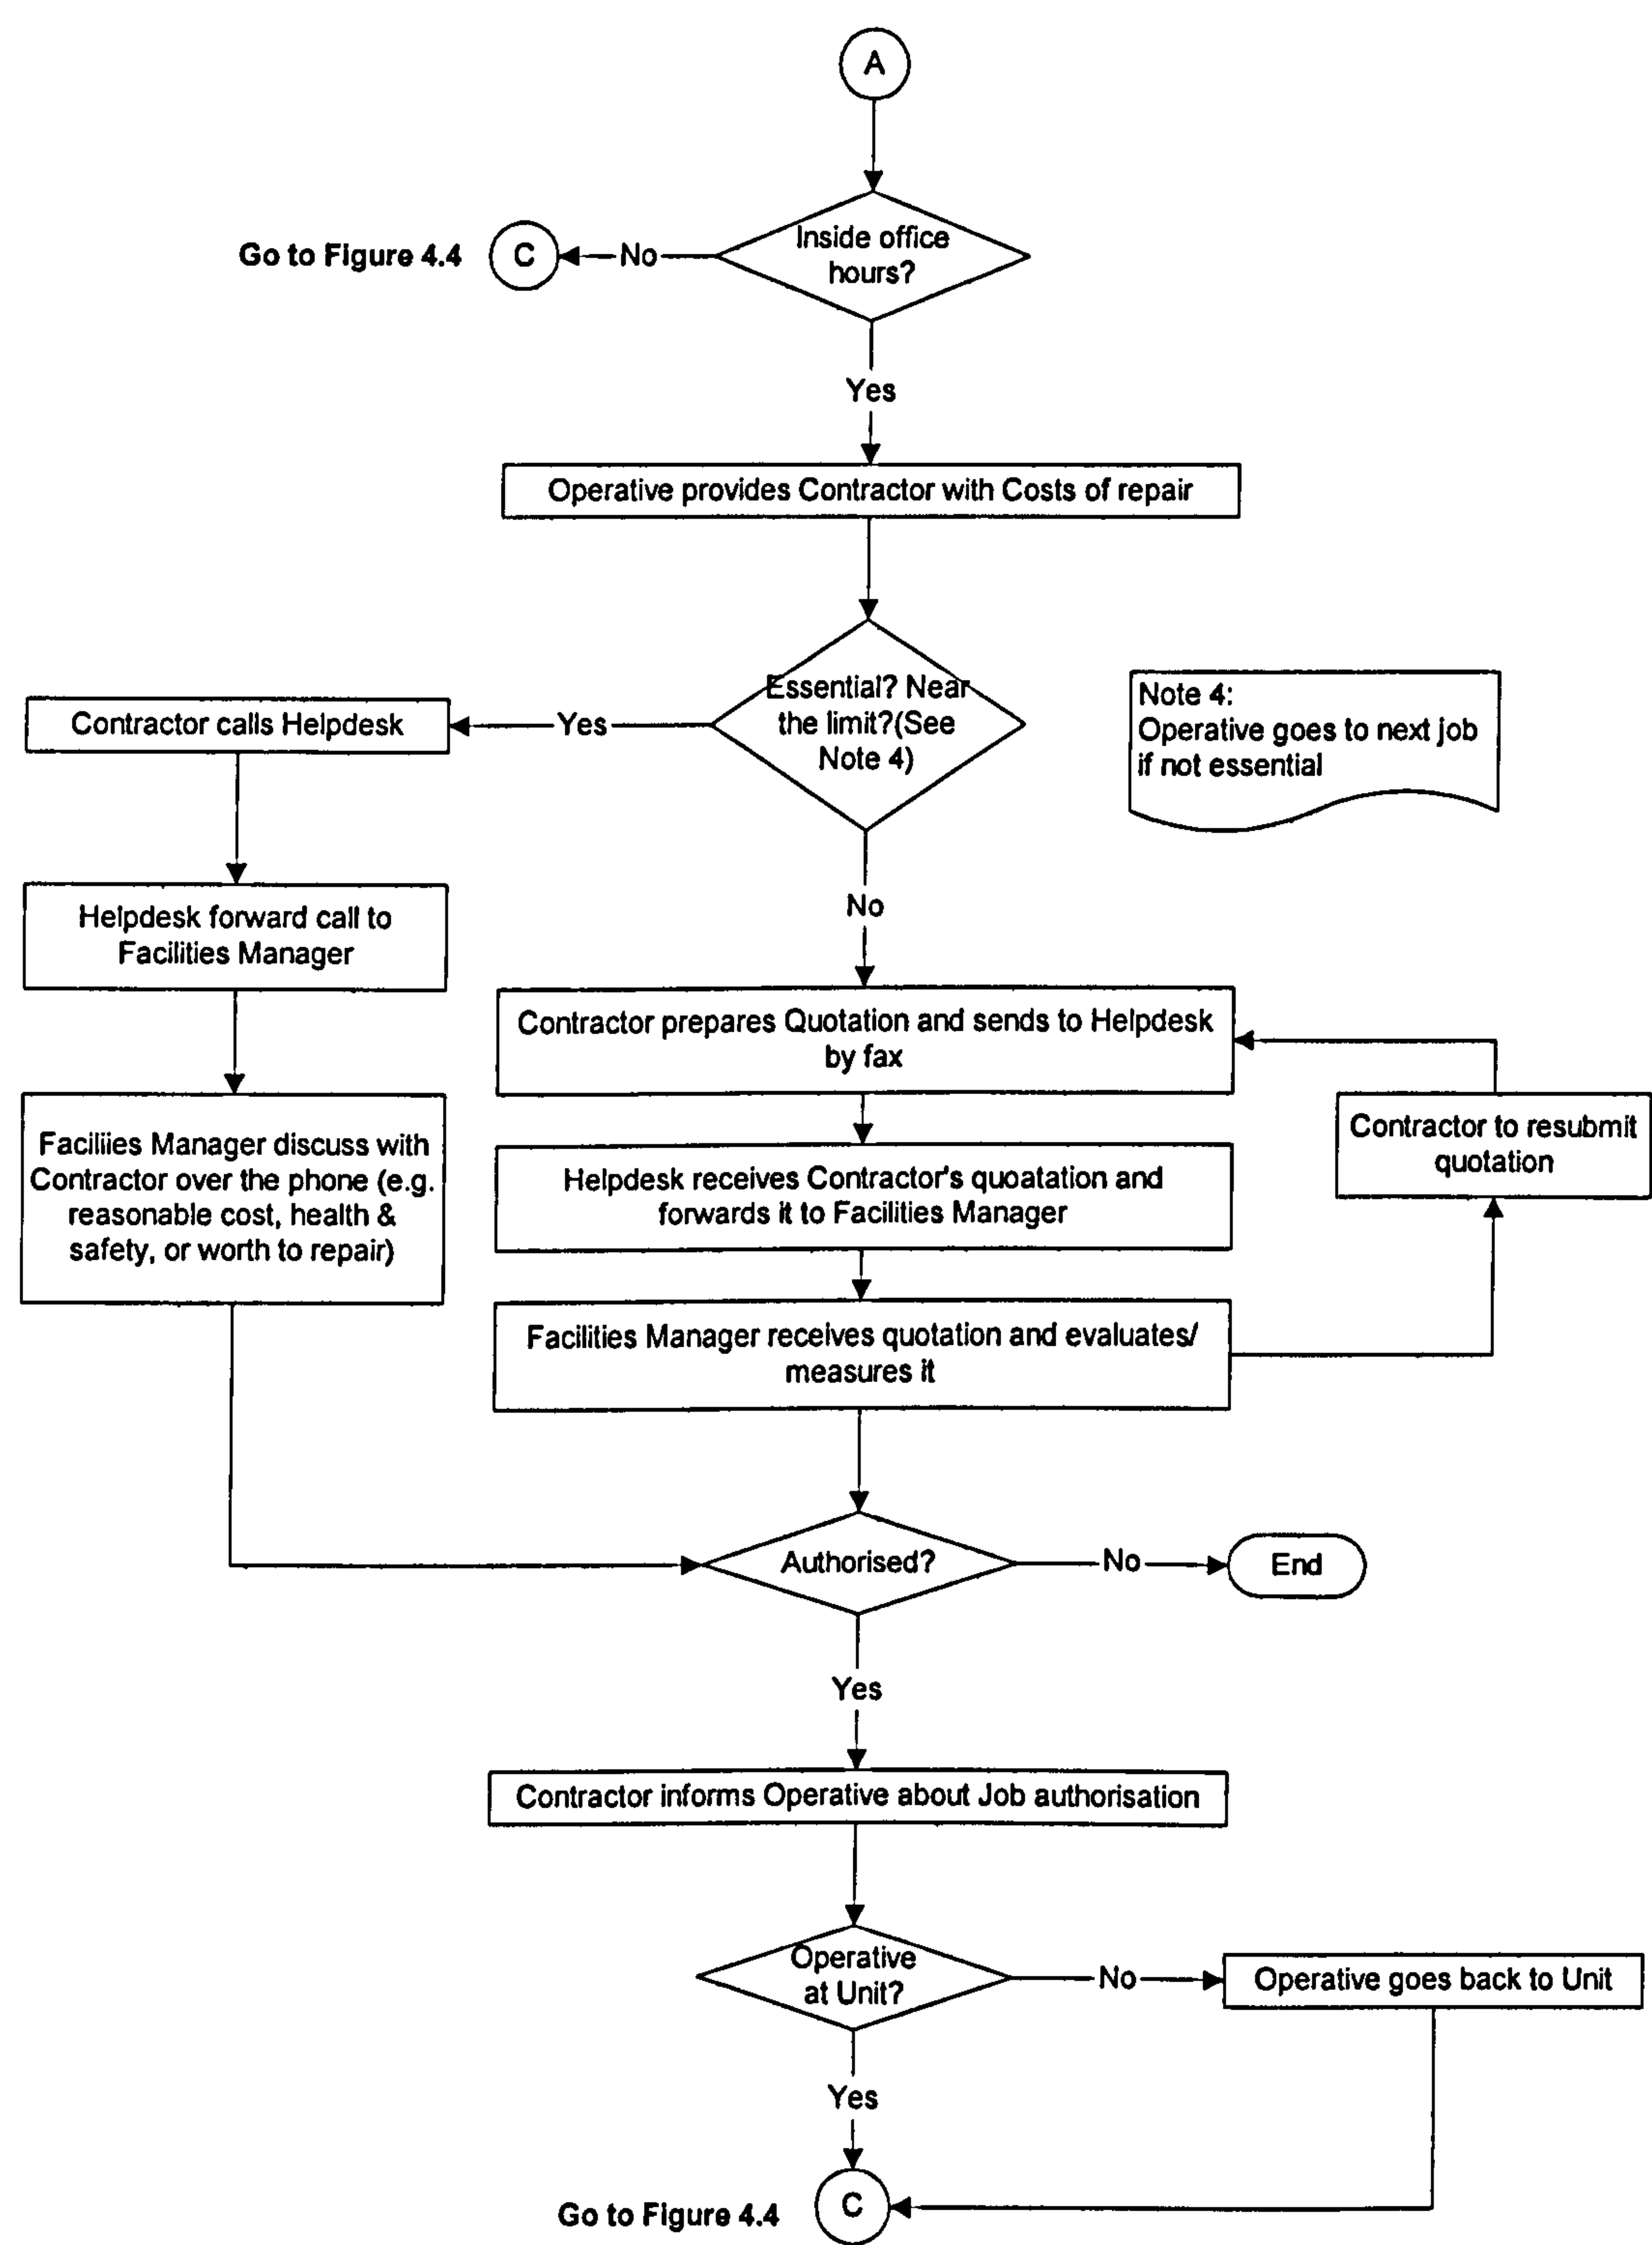 A
Inside office
hours?
No
C
Go to Figure 4.4
Yes
Operative provides Contractor with Costs of repair
Essential? Near
the limit?(See
Note 4)
Note 4:
Operative goes to next job
if not essential
Yes
Contractor calls Helpdesk
Helpdesk forward call to
Facilities Manager
Faciliies Manager discuss with
Contractor over the phone (e.g.
reasonable cost, health &
safety, or worth to repair)
No
Contractor prepares Quotation and sends to Helpdesk
by fax
Helpdesk receives Contractor's quoatation and
forwards it to Facilities Manager
Facilities Manager receives quotation and evaluates/
measures it
Contractor to resubmit
quotation
Authorised?
No
End
Yes
Contractor informs Operative about Job authorisation
Operative
at Unit?
No
Operative goes back to Unit
Yes
C
Go to Figure 4.4